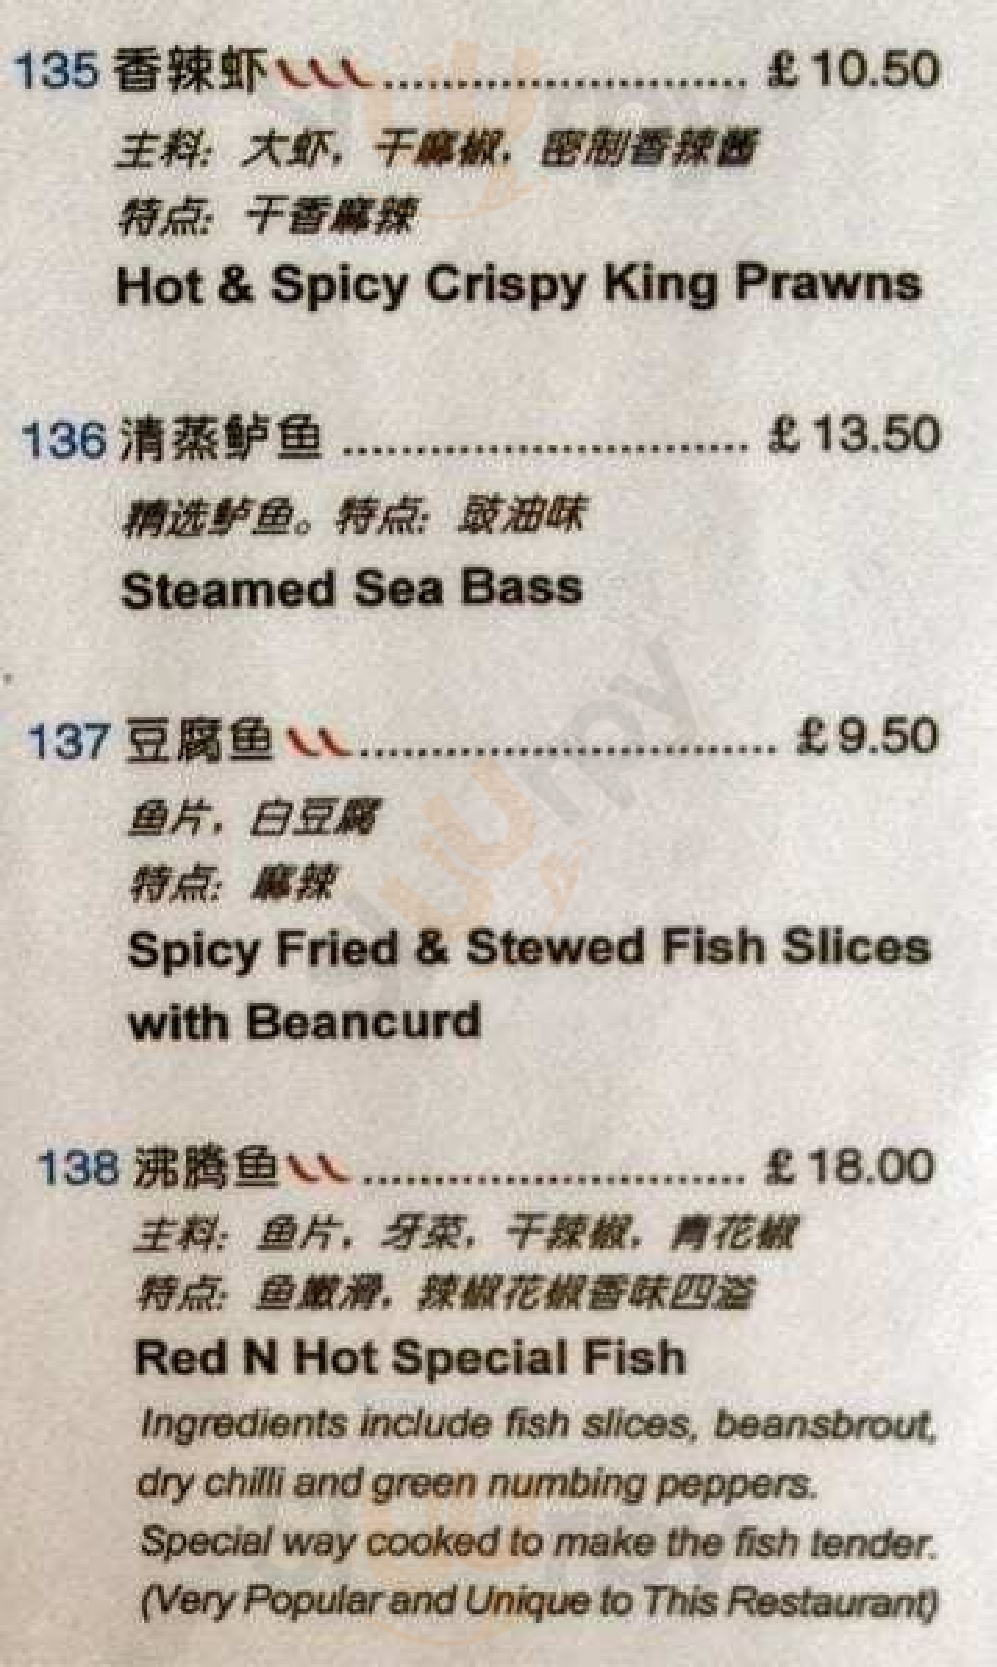 135 香辣虾 ........................... £ 10.50
主料: 大虾, 干麻椒, 密制香辣酱
特点: 干香麻辣
Hot & Spicy Crispy King Prawns
136 清蒸鲈鱼 ............................ £ 13.50
精选鲈鱼。特点: 豉油味
Steamed Sea Bass
137 豆腐鱼 ............................... £ 9.50
鱼片, 白豆腐
特点: 麻辣
Spicy Fried & Stewed Fish Slices
with Beancurd
138 沸腾鱼 ............................ £ 18.00
主料: 鱼片, 牙菜, 干辣椒, 青花椒
特点: 鱼嫩滑, 辣椒花椒香味四溢
Red N Hot Special Fish
Ingredients include fish slices, beansbrout,
dry chilli and green numbing peppers.
Special way cooked to make the fish tender.
(Very Popular and Unique to This Restaurant)